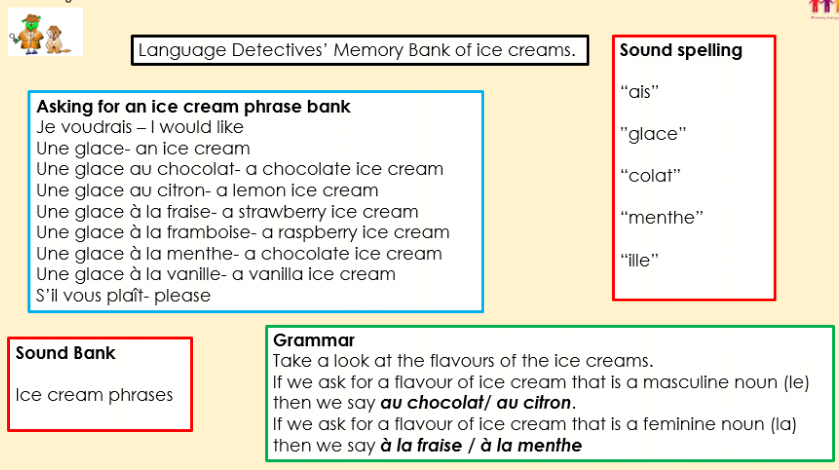 Language Detectives' Memory Bank of ice creams.
Asking for an ice cream phrase bank
Je voudrais – I would like
Une glace- an ice cream
Une glace au chocolat- a chocolate ice cream
Une glace au citron- a lemon ice cream
Une glace à la fraise- a strawberry ice cream
Une glace à la framboise- a raspberry ice cream
Une glace à la menthe- a chocolate ice cream
Une glace à la vanille- a vanilla ice cream
S'il vous plaît- please
Sound spelling
“ais”
”glace”
“colat”
“menthe”
“ille”
Sound Bank
Ice cream phrases
Grammar
Take a look at the flavours of the ice creams.
If we ask for a flavour of ice cream that is a masculine noun (le)
then we say au chocolat/ au citron.
If we ask for a flavour of ice cream that is a feminine noun (la)
then we say à la fraise / à la menthe